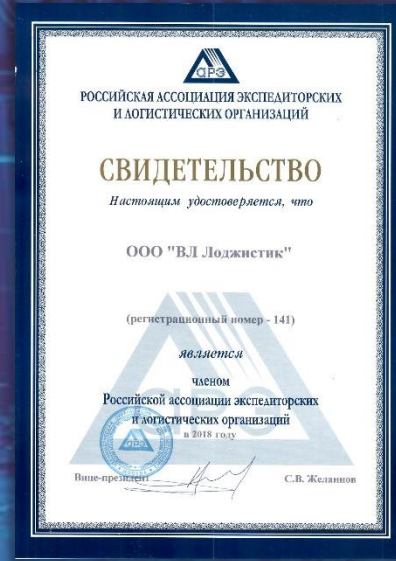 АРЭ
РОССИЙСКАЯ АССОЦИАЦИЯ ЭКСПЕДИТОРСКИХ
И ЛОГИСТИЧЕСКИХ ОРГАНИЗАЦИЙ
СВИДЕТЕЛЬСТВО
Настоящим удостоверяется, что
ООО "ВЛ Лоджистик"
(регистрационный номер - 141)
является
членом
Российской ассоциации экспедиторских
и логистических организаций
в 2018 году
АРЭ
Вице-президент С.В. Желаннов